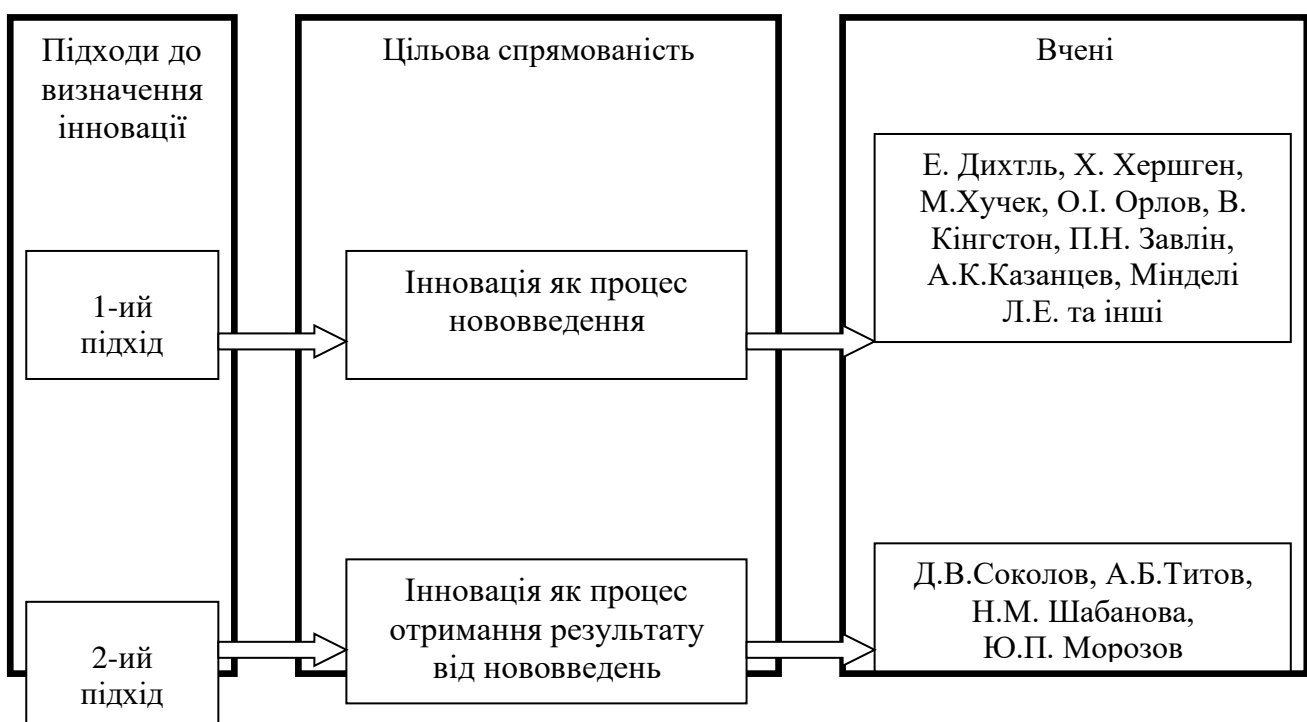 Підходи до
визначення
інновації
Цільова спрямованість
Вчені
1-ий
підхід
Інновація як процес
нововведення
Е. Дихтль, Х. Хершген,
М.Хучек, О.І. Орлов, В.
Кінгстон, П.Н. Завлін,
А.К.Казанцев, Мінделі
Л.Е. та інші
2-ий
підхід
Інновація як процес
отримання результату
від нововведень
Д.В.Соколов, А.Б.Титов,
Н.М. Шабанова,
Ю.П. Морозов